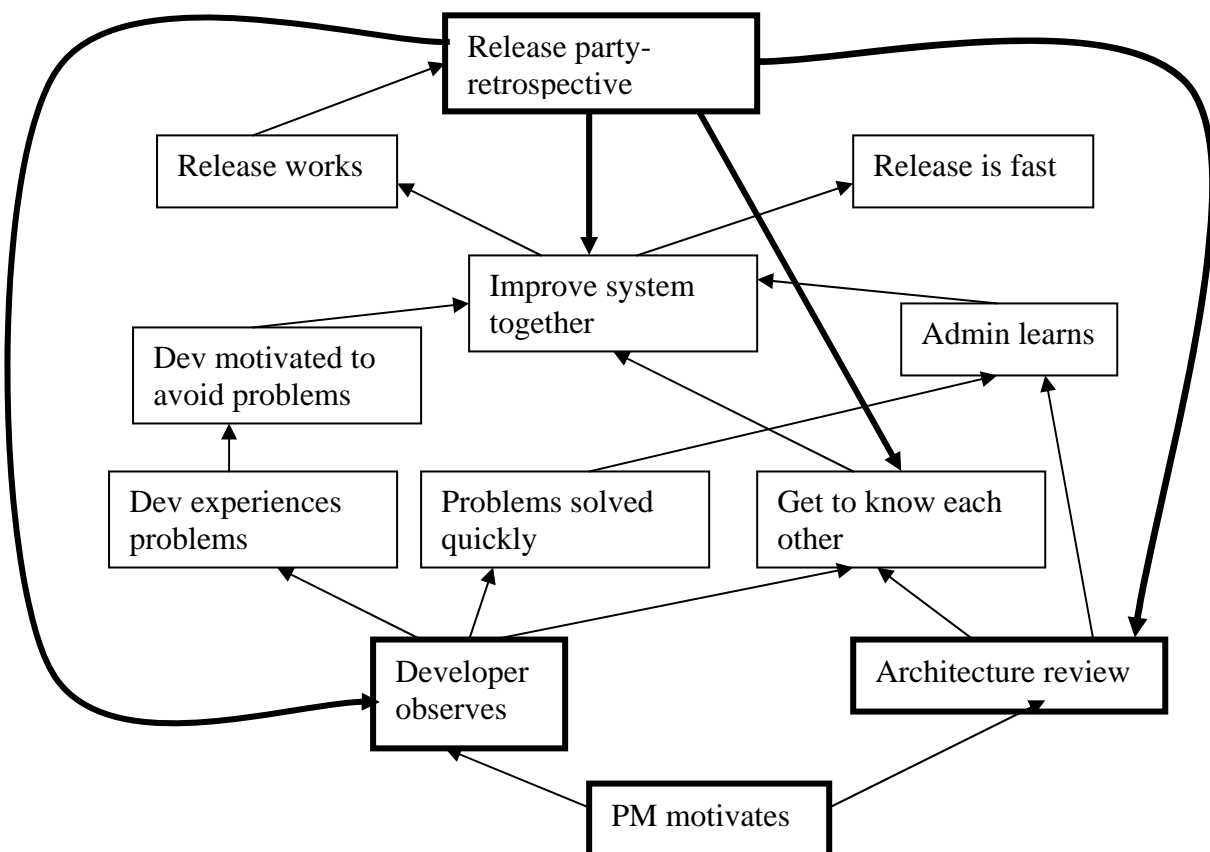 Release party-
retrospective
Release works
Release is fast
Improve system
together
Admin learns
Dev motivated to
avoid problems
Dev experiences
problems
Problems solved
quickly
Get to know each
other
Developer
observes
Architecture review
PM motivates